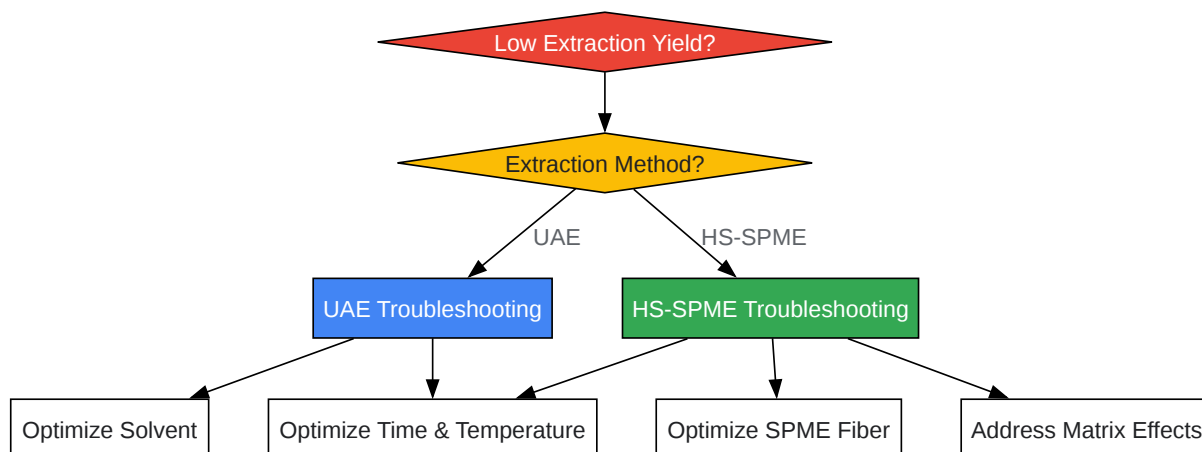 Low Extraction Yield?
Extraction Method?
UAE
HS-SPME
UAE Troubleshooting
HS-SPME Troubleshooting
Optimize Solvent
Optimize Time & Temperature
Optimize SPME Fiber
Address Matrix Effects